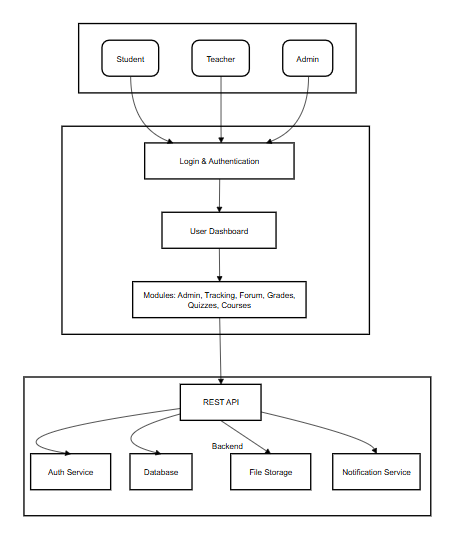 Student
Teacher
Admin
Login & Authentication
User Dashboard
Modules: Admin, Tracking, Forum, Grades,
Quizzes, Courses
REST API
Backend
Auth Service
Database
File Storage
Notification Service